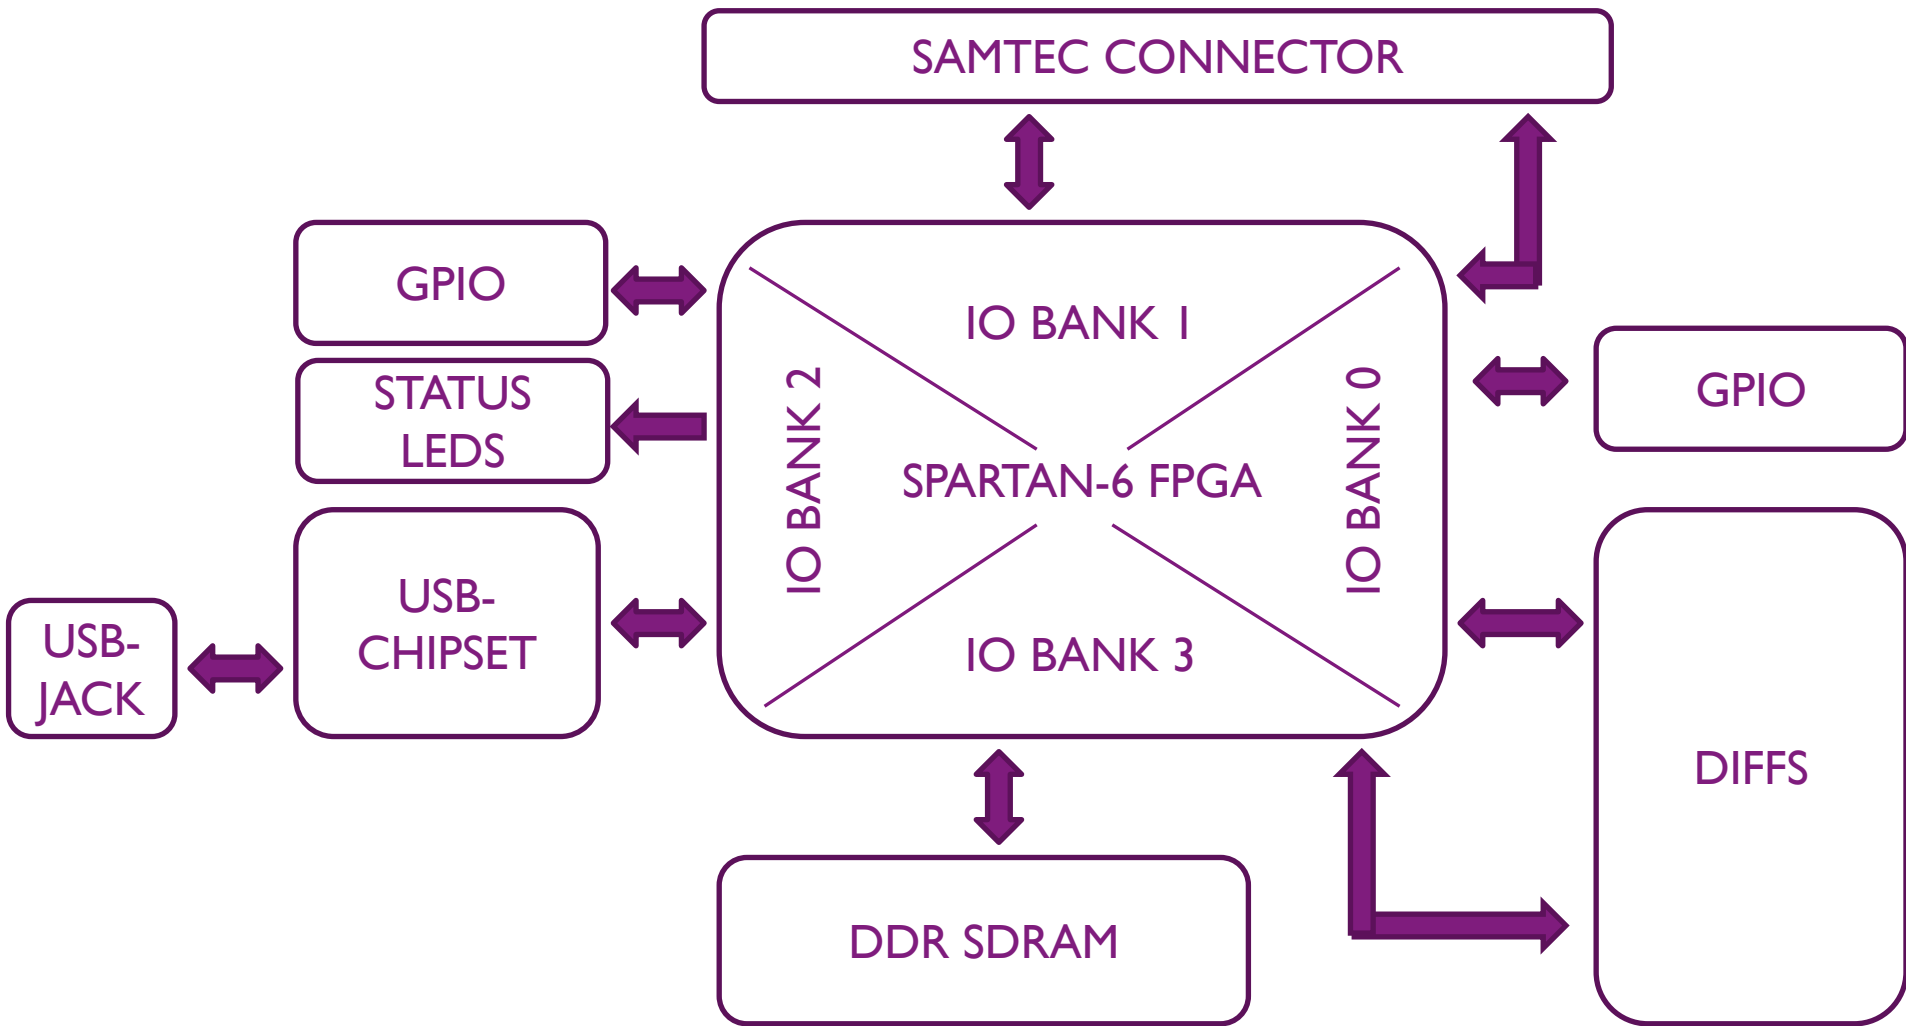 SAMTEC CONNECTOR
GPIO
IO BANK 1
STATUS
LEDS
IO BANK 2
SPARTAN-6 FPGA
IO BANK 0
GPIO
USB-
CHIPSET
USB-
JACK
IO BANK 3
DIFFS
DDR SDRAM